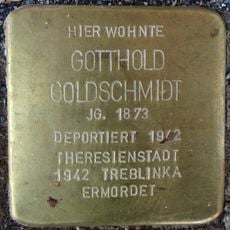 HIER WOHNTE
GOTTHOLD
GOLDSCHMIDT
JG. 1873
DEPORTIERT 1942
THERESIENSTADT
1942 TREBLINKA
ERMORDET